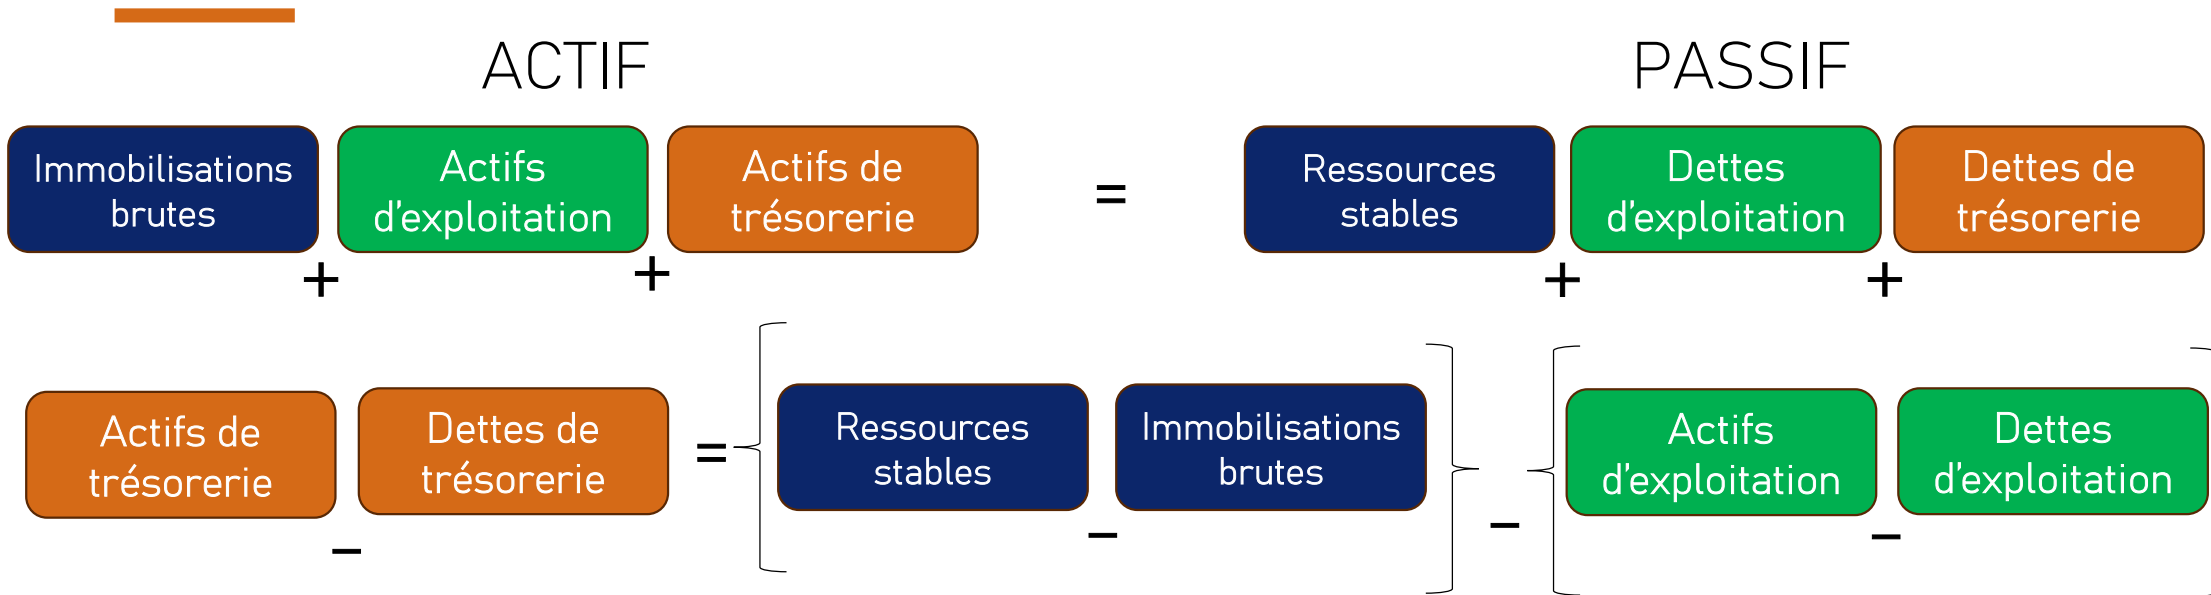 ACTIF
PASSIF
Immobilisations
brutes
+
Actifs
d'exploitation
+
Actifs de
trésorerie
=
Ressources
stables
+
Dettes
d'exploitation
+
Dettes de
trésorerie
Actifs de
trésorerie
–
Dettes de
trésorerie
=
Ressources
stables
–
Immobilisations
brutes
–
Actifs
d'exploitation
–
Dettes
d'exploitation